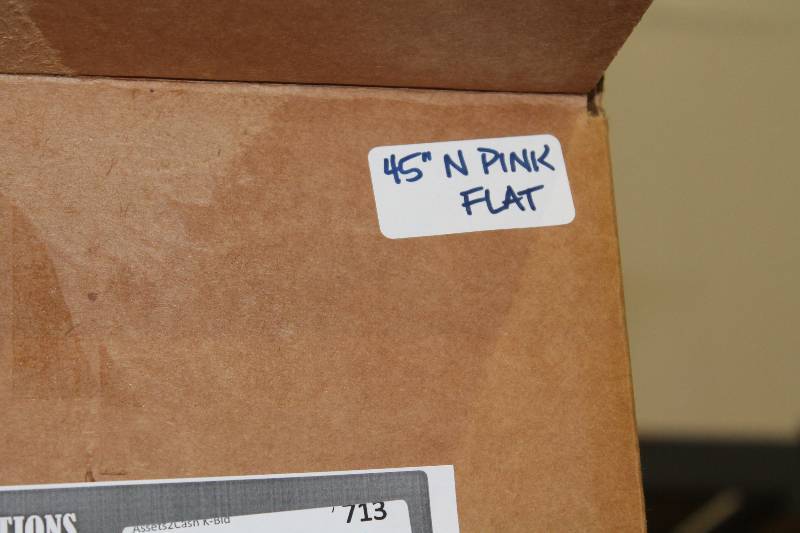 45" N PINK
FLAT
Assets2Cash K-Bid
713
TIONS